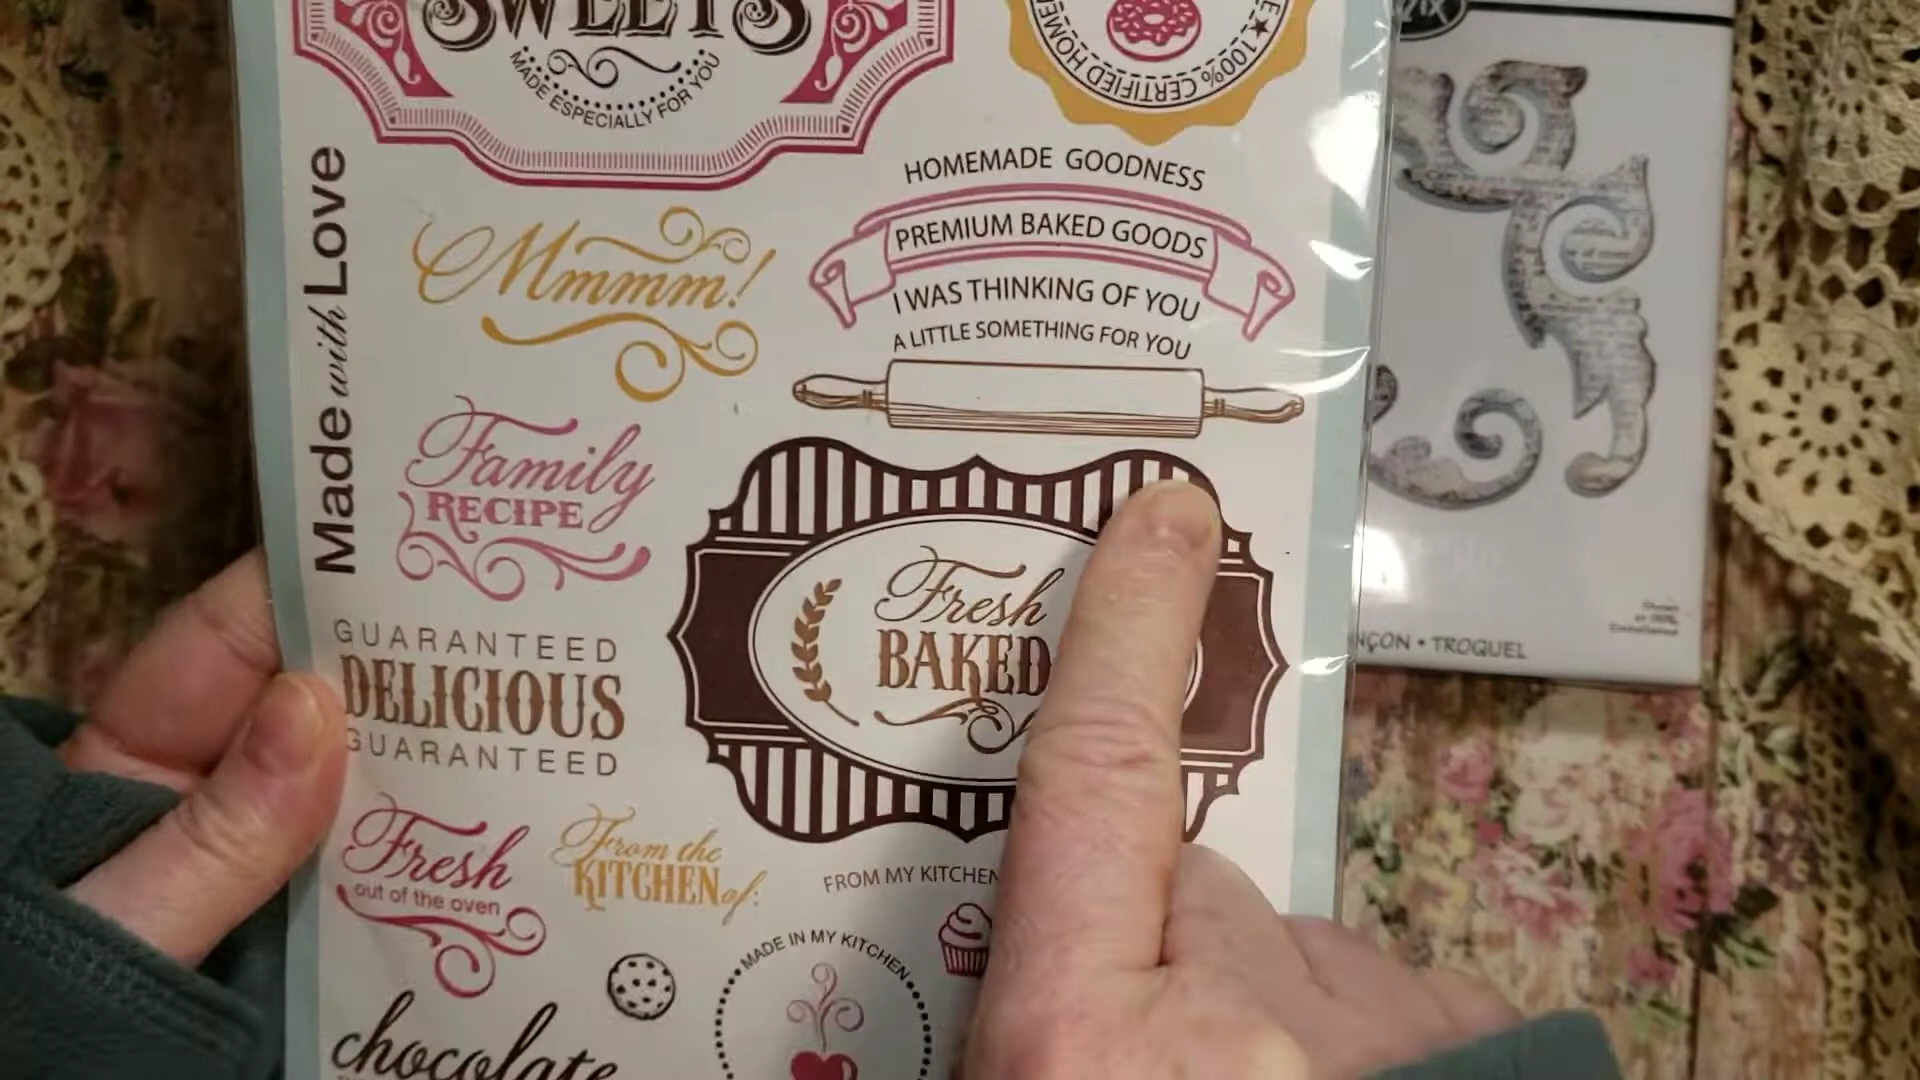 SWEETS
MADE ESPECIALLY FOR YOU
100% CERTIFIED
Made with Love
Mmmm!
HOMEMADE GOODNESS
PREMIUM BAKED GOODS
I WAS THINKING OF YOU
A LITTLE SOMETHING FOR YOU
Family
RECIPE
Fresh
BAKED
GUARANTEED
DELICIOUS
GUARANTEED
Fresh
out of the oven
From the
KITCHEN of:
FROM MY KITCHEN
MADE IN MY KITCHEN
chocolate
TROQUEL